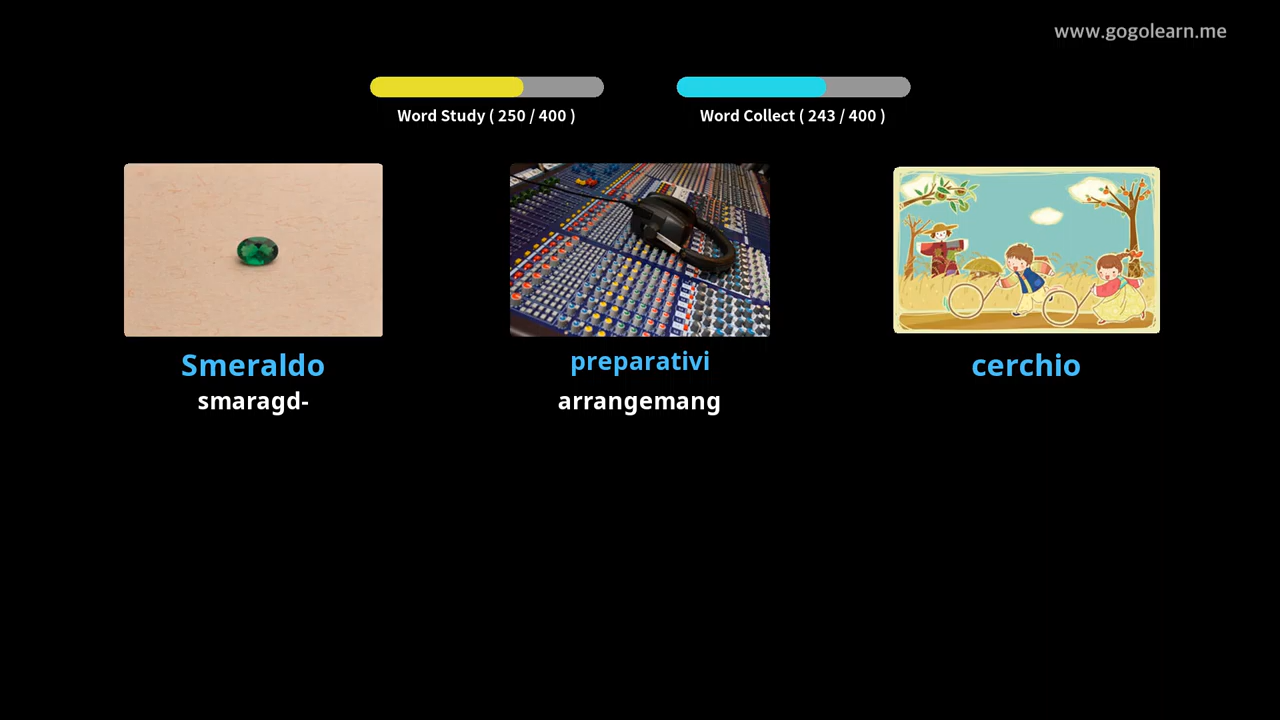 www.gogolearn.me
Word Study ( 250 / 400 )
Word Collect ( 243 / 400 )
Smeraldo
smaragd-
preparativi
arrangemang
cerchio